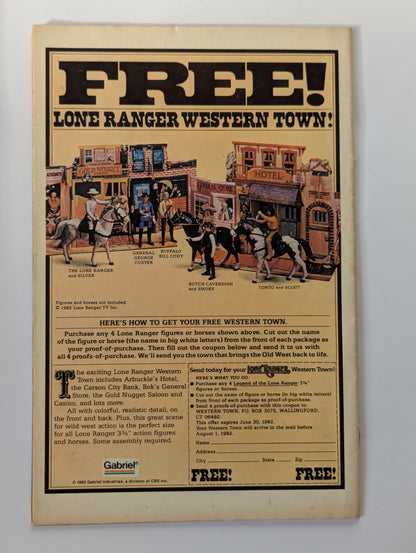 FREE!
LONE RANGER WESTERN TOWN!
GOLD NUGGET
HOTEL
THE LONE RANGER
and SILVER
GENERAL
GEORGE
CUSTER
BUFFALO
BILL CODY
BUTCH CAVENDISH
and SMOKE
TONTO and SCOUT
Figures and horses not included.
© 1982 Lone Ranger TV Inc.
HERE'S HOW TO GET YOUR FREE WESTERN TOWN.
Purchase any 4 Lone Ranger figures or horses shown above. Cut out the name
of the figure or horse (the name in big white letters) from the front of each package as
your proof-of-purchase. Then fill out the coupon below and send it to us with
all 4 proofs-of-purchase. We'll send you the town that brings the Old West back to life.
The exciting Lone Ranger Western
Town includes Arbuckle's Hotel,
the Carson City Bank, Bok's General
Store, the Gold Nugget Saloon and
Casino, and lots more.
All with colorful, realistic detail, on
the front and back. Plus, this great scene
for wild west action is the perfect size
for all Lone Ranger 3¾" action figures
and horses. Some assembly required.
Gabriel®
© 1982 Gabriel Industries, a division of CBS Inc.
Send today for your LONE RANGER Western Town!
HERE'S WHAT YOU DO:
Purchase any 4 Legend of the Lone Ranger 3¾"
figures or horses.
Cut out name of figure or horse (in big white letters)
from front of each package as proof-of-purchase.
Send 4 proofs-of-purchase with this coupon to:
WESTERN TOWN, P.O. BOX 3075, WALLINGFORD,
CT 06492.
This offer expires June 30, 1982.
Your Western Town will arrive in the mail before
August 1, 1982.
Name
Address
City State Zip
FREE! FREE!